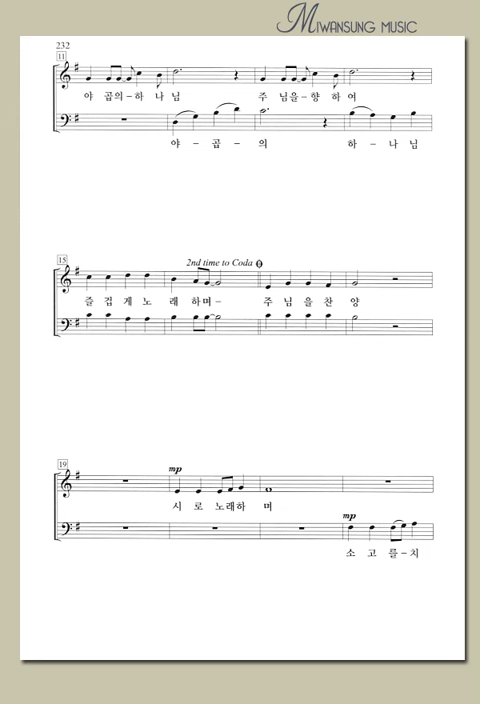 MIWANSUNG MUSIC
232
11
야 곱의-하 나 님 주 님을-향 하 여
야-곱-의 하-나-님
2nd time to Coda
15
즐 겁 게 노 래 하며- 주 님 을 찬 양
19
mp
시 로 노래하 며
mp
소 고 를-치